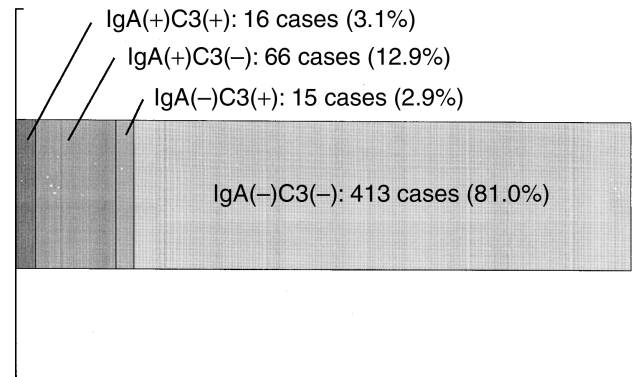 IgA(+)C3(+): 16 cases (3.1%)
IgA(+)C3(–): 66 cases (12.9%)
IgA(–)C3(+): 15 cases (2.9%)
IgA(–)C3(–): 413 cases (81.0%)